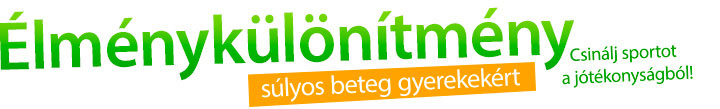 Élménykülönítmény
súlyos beteg gyerekekért
Csinálj sportot
a jótékonyságból!